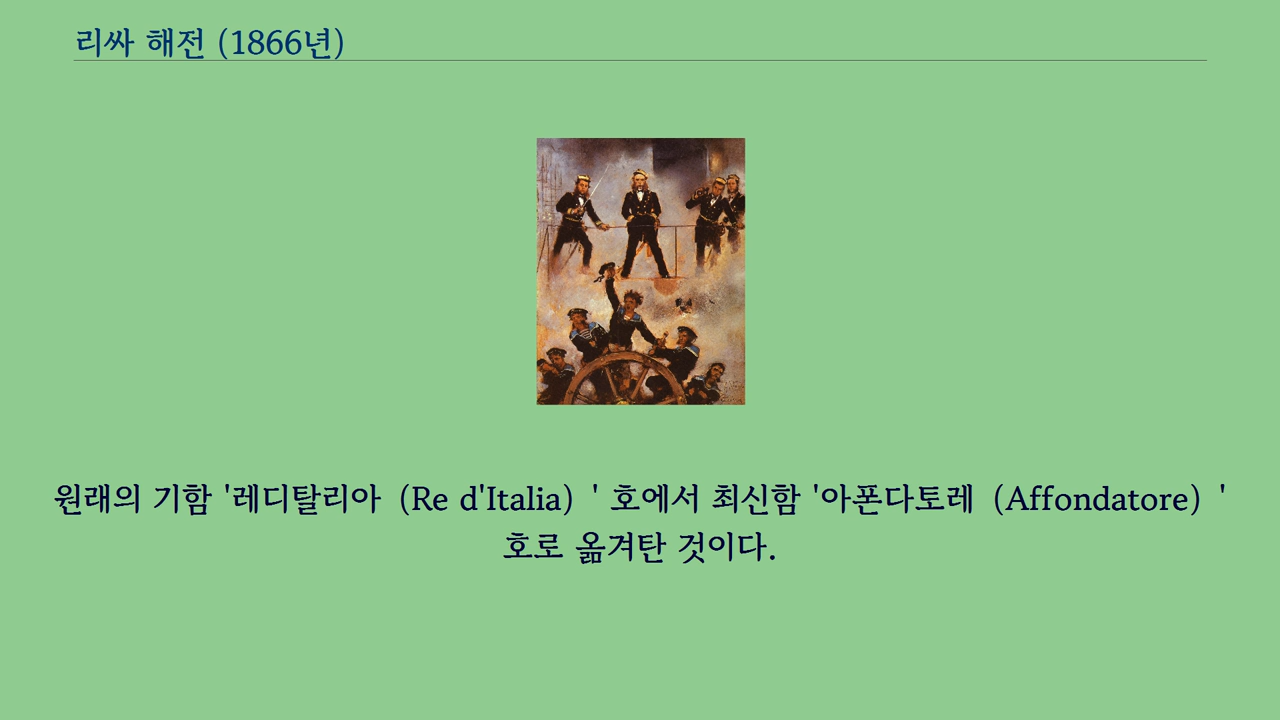 리싸 해전 (1866년)
원래의 기함 '레디탈리아 (Re d'Italia) ' 호에서 최신함 '아폰다토레 (Affondatore) '
호로 옮겨탄 것이다.